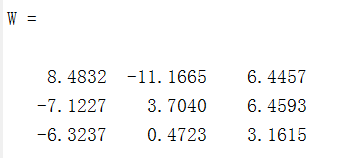 W =
8.4832 -11.1665 6.4457
-7.1227 3.7040 6.4593
-6.3237 0.4723 3.1615